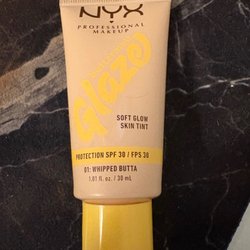 NYX
PROFESSIONAL
MAKEUP
Glaze
SOFT GLOW
SKIN TINT
PROTECTION SPF 30 / FPS 30
01: WHIPPED BUTTA
1.01 fl. oz. / 30 mL